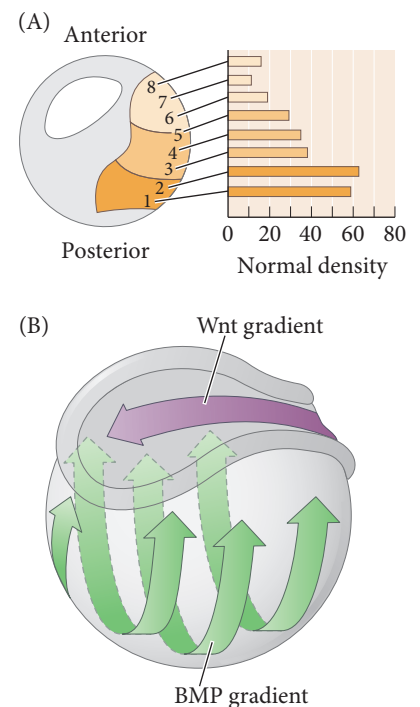 (A)
Anterior
8
7
6
5
4
3
2
1
Posterior
0 20 40 60 80
Normal density
(B)
Wnt gradient
BMP gradient